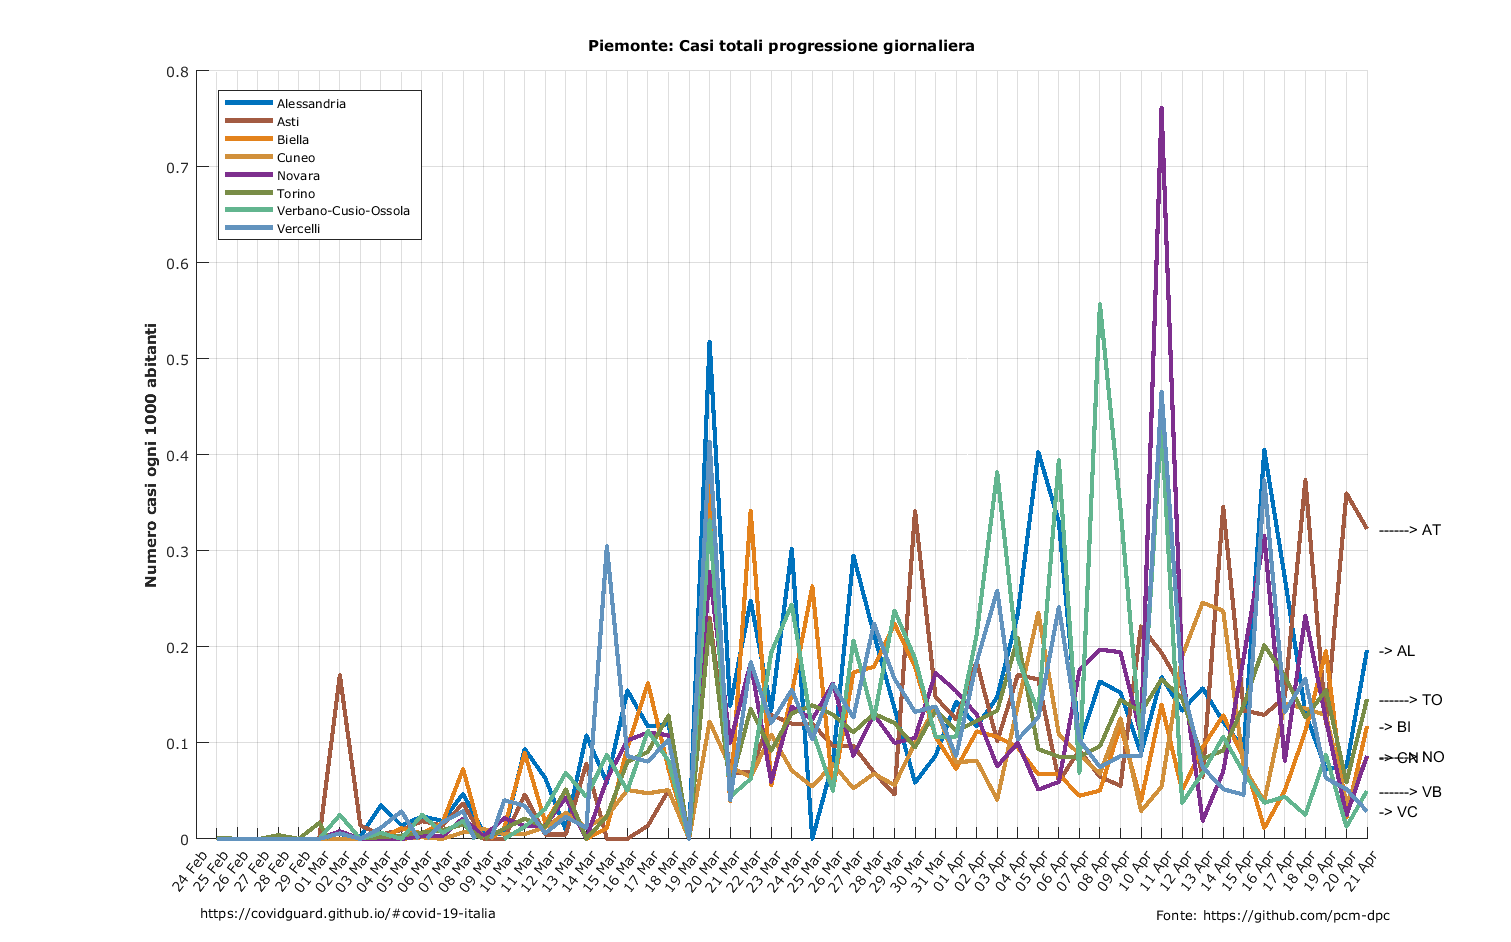 Piemonte: Casi totali progressione giornaliera
0.8
0.7
0.6
0.5
0.4
0.3
0.2
0.1
0
Numero casi ogni 1000 abitanti
Alessandria
Asti
Biella
Cuneo
Novara
Torino
Verbano-Cusio-Ossola
Vercelli
------> AT
-> AL
------> TO
-> BI
-> CN
------> NO
------> VB
-> VC
24 Feb
25 Feb
26 Feb
27 Feb
28 Feb
29 Feb
01 Mar
02 Mar
03 Mar
04 Mar
05 Mar
06 Mar
07 Mar
08 Mar
09 Mar
10 Mar
11 Mar
12 Mar
13 Mar
14 Mar
15 Mar
16 Mar
17 Mar
18 Mar
19 Mar
20 Mar
21 Mar
22 Mar
23 Mar
24 Mar
25 Mar
26 Mar
27 Mar
28 Mar
29 Mar
30 Mar
31 Mar
01 Apr
02 Apr
03 Apr
04 Apr
05 Apr
06 Apr
07 Apr
08 Apr
09 Apr
10 Apr
11 Apr
12 Apr
13 Apr
14 Apr
15 Apr
16 Apr
17 Apr
18 Apr
19 Apr
20 Apr
21 Apr
https://covidguard.github.io/#covid-19-italia
Fonte: https://github.com/pcm-dpc